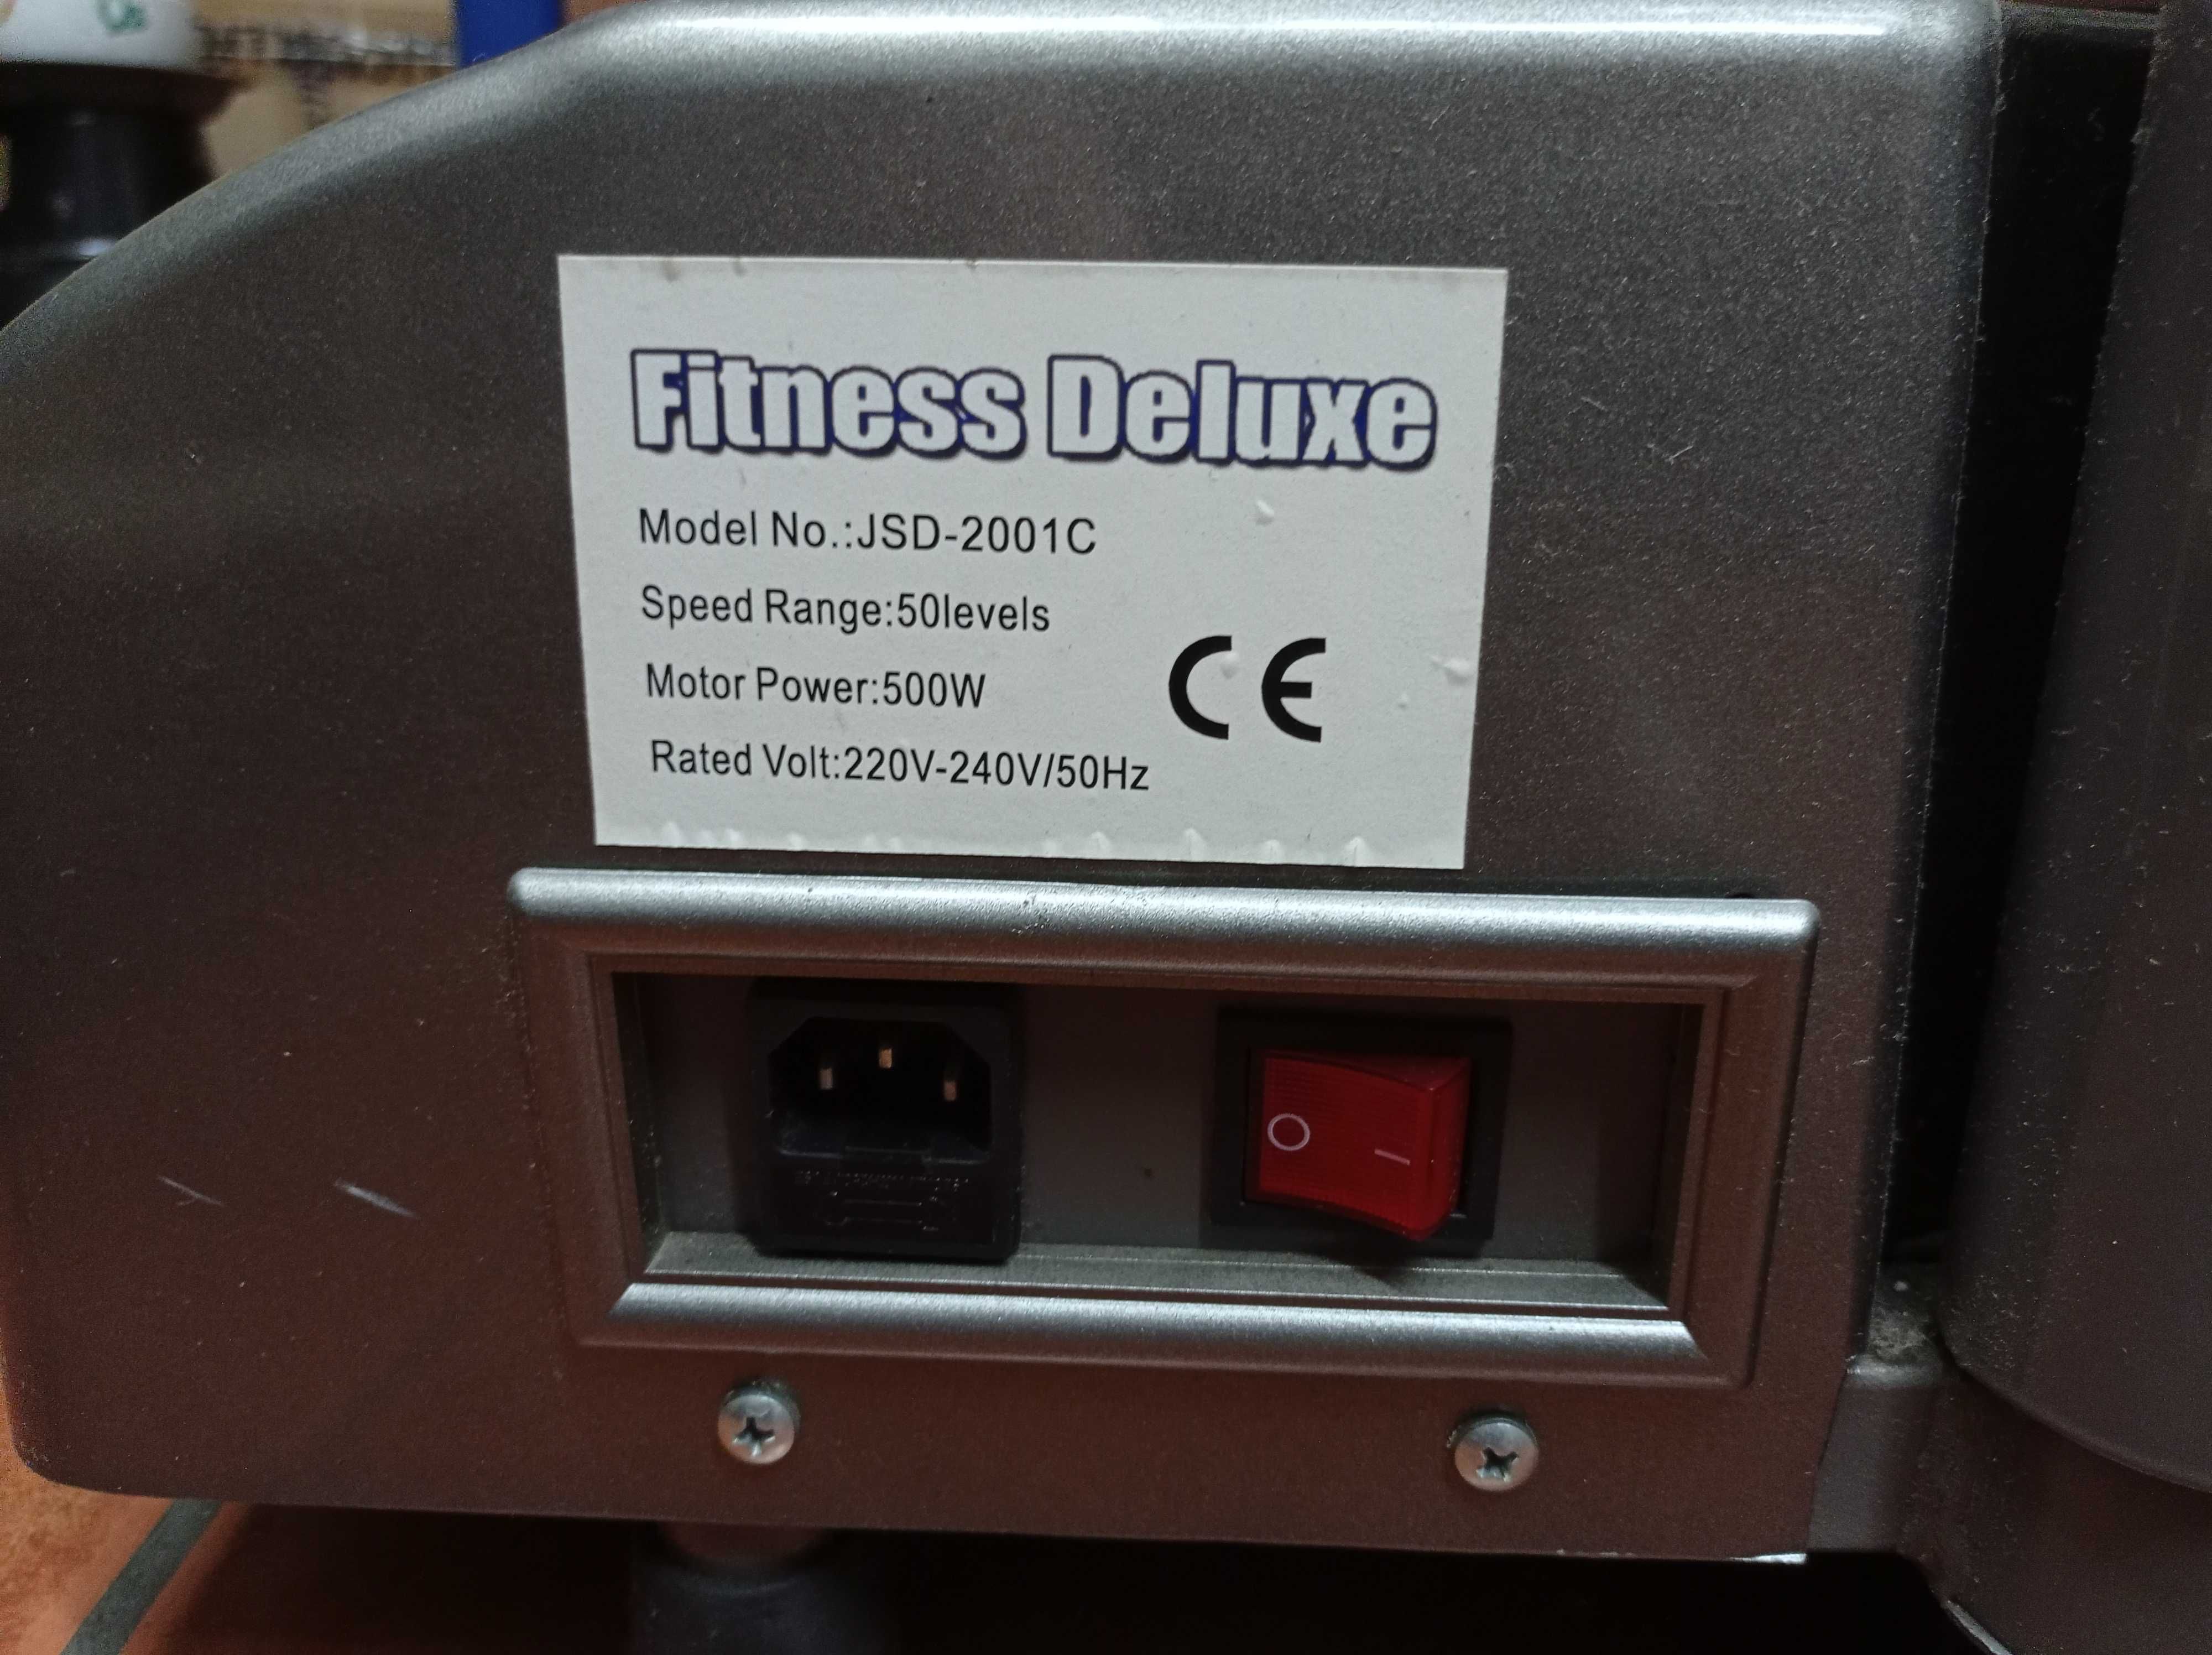 Fitness Deluxe
Model No.:JSD-2001C
Speed Range:50levels
Motor Power:500W
CE
Rated Volt:220V-240V/50Hz
O I